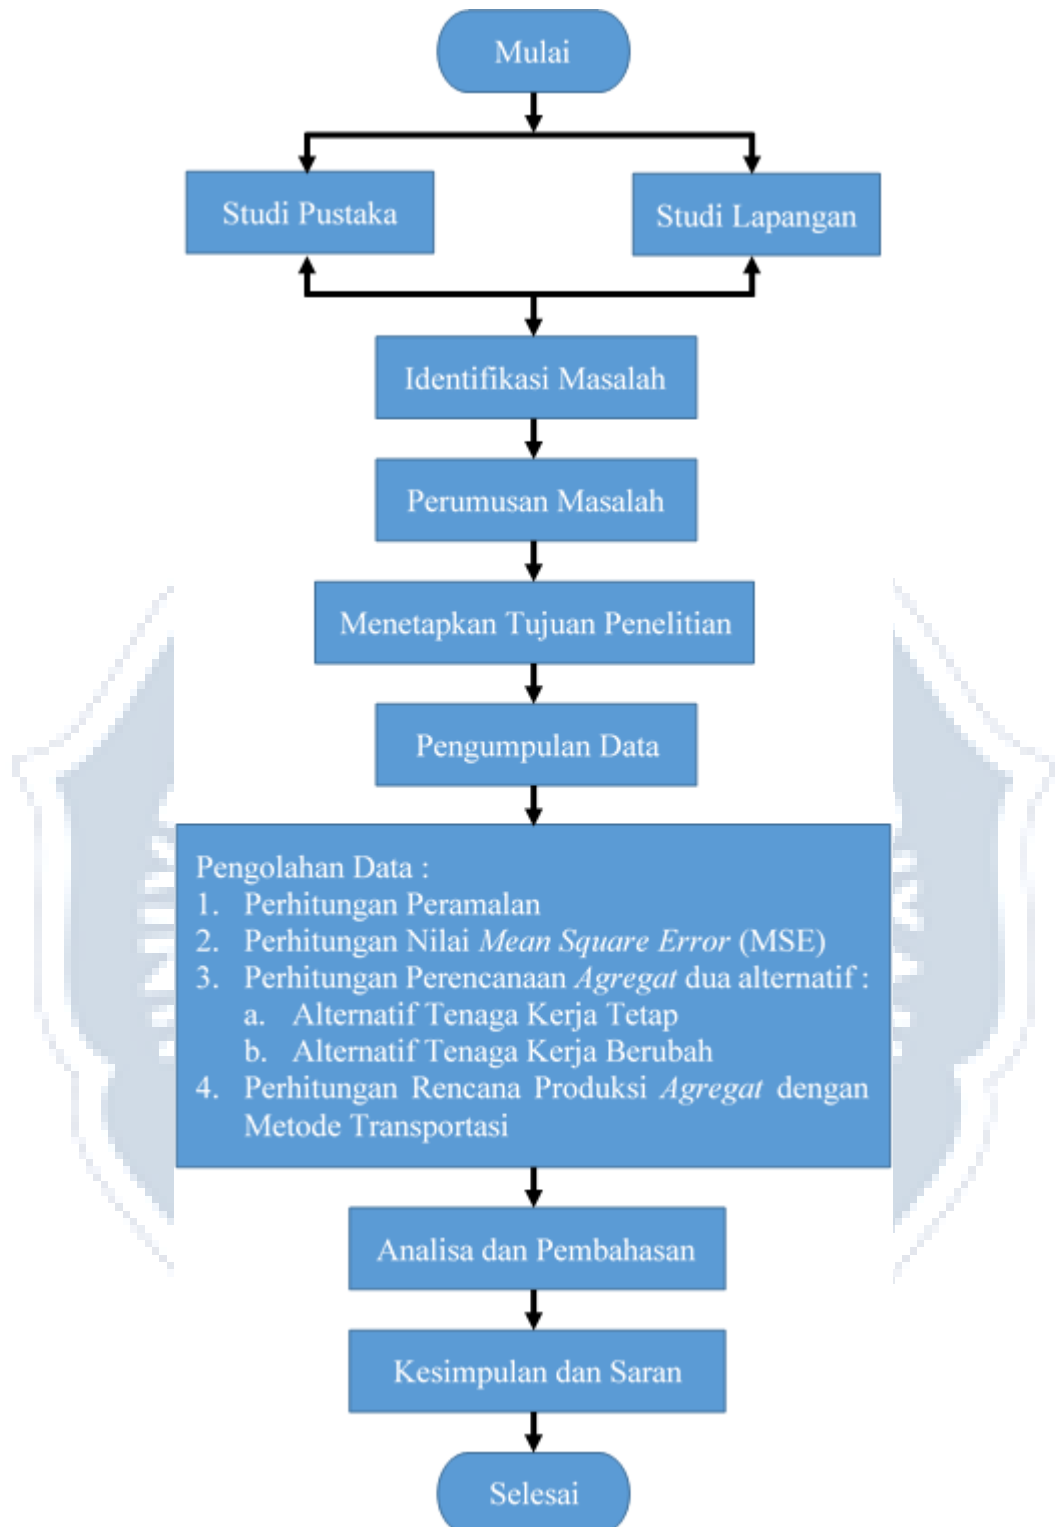 Mulai
Studi Pustaka
Studi Lapangan
Identifikasi Masalah
Perumusan Masalah
Menetapkan Tujuan Penelitian
Pengumpulan Data
Pengolahan Data :
1. Perhitungan Peramalan
2. Perhitungan Nilai Mean Square Error (MSE)
3. Perhitungan Perencanaan Agregat dua alternatif :
a. Alternatif Tenaga Kerja Tetap
b. Alternatif Tenaga Kerja Berubah
4. Perhitungan Rencana Produksi Agregat dengan
Metode Transportasi
Analisa dan Pembahasan
Kesimpulan dan Saran
Selesai